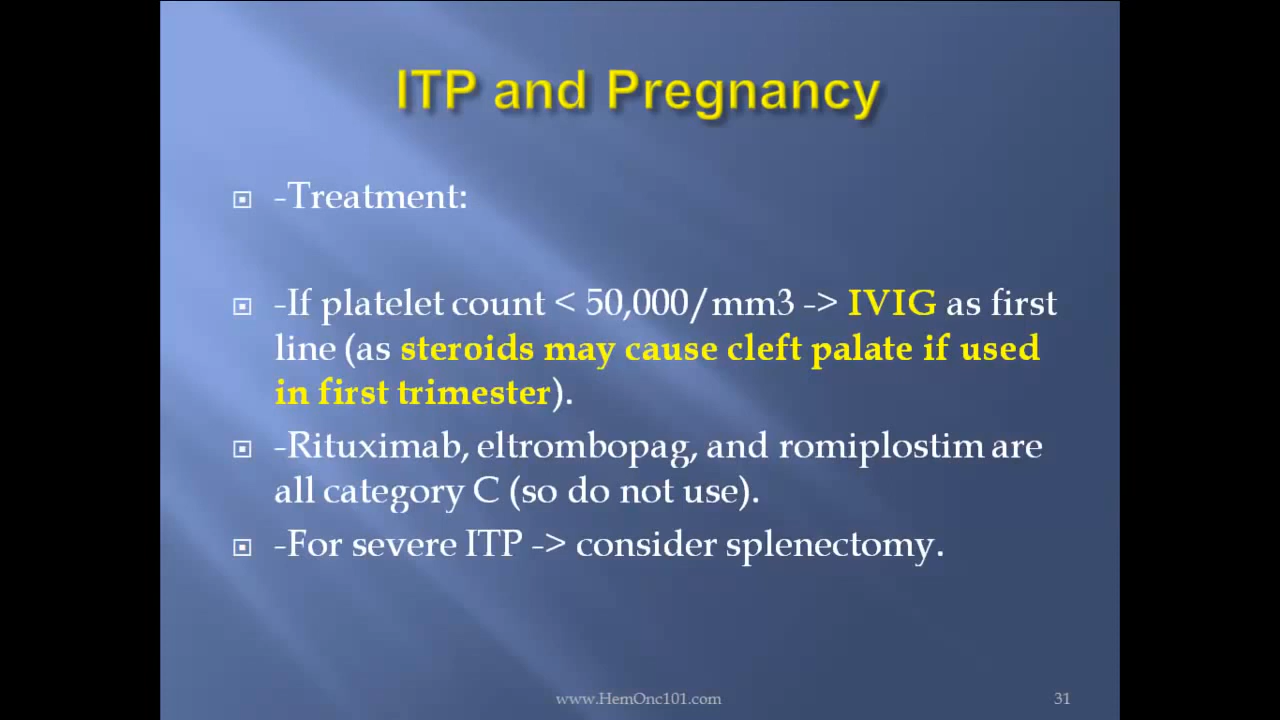 ITP and Pregnancy
-Treatment:
-If platelet count < 50,000/mm3 -> IVIG as first
line (as steroids may cause cleft palate if used
in first trimester).
-Rituximab, eltrombopag, and romiplostim are
all category C (so do not use).
-For severe ITP -> consider splenectomy.
www.HemOnc101.com
31